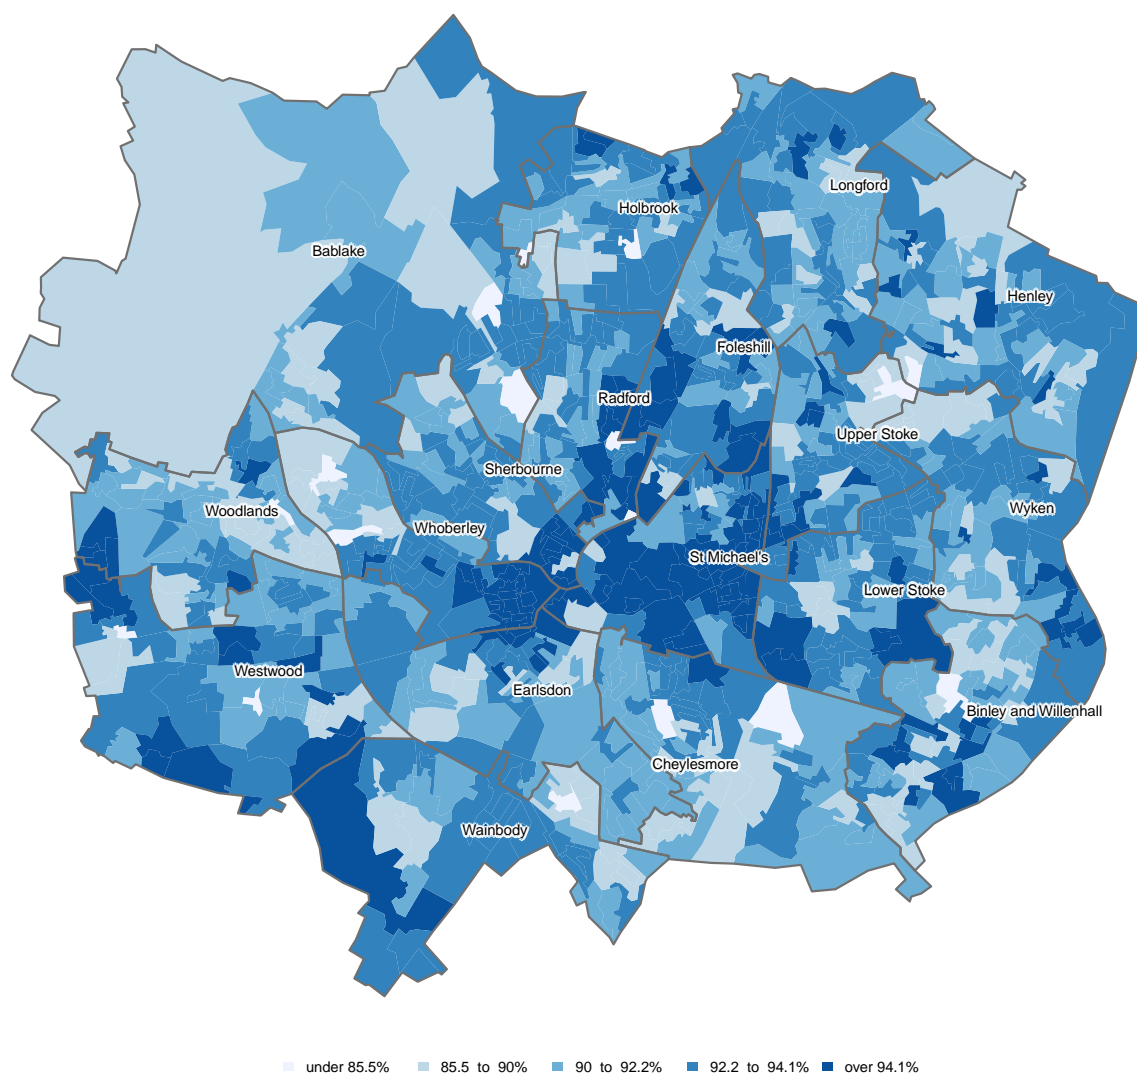 Longford
Holbrook
Bablake
Henley
Foleshill
Radford
Upper Stoke
Sherbourne
Woodlands
Wyken
Whoberley
St Michael's
Lower Stoke
Westwood
Earlsdon
Binley and Willenhall
Cheylesmore
Wainbody
under 85.5% 85.5 to 90% 90 to 92.2% 92.2 to 94.1% over 94.1%